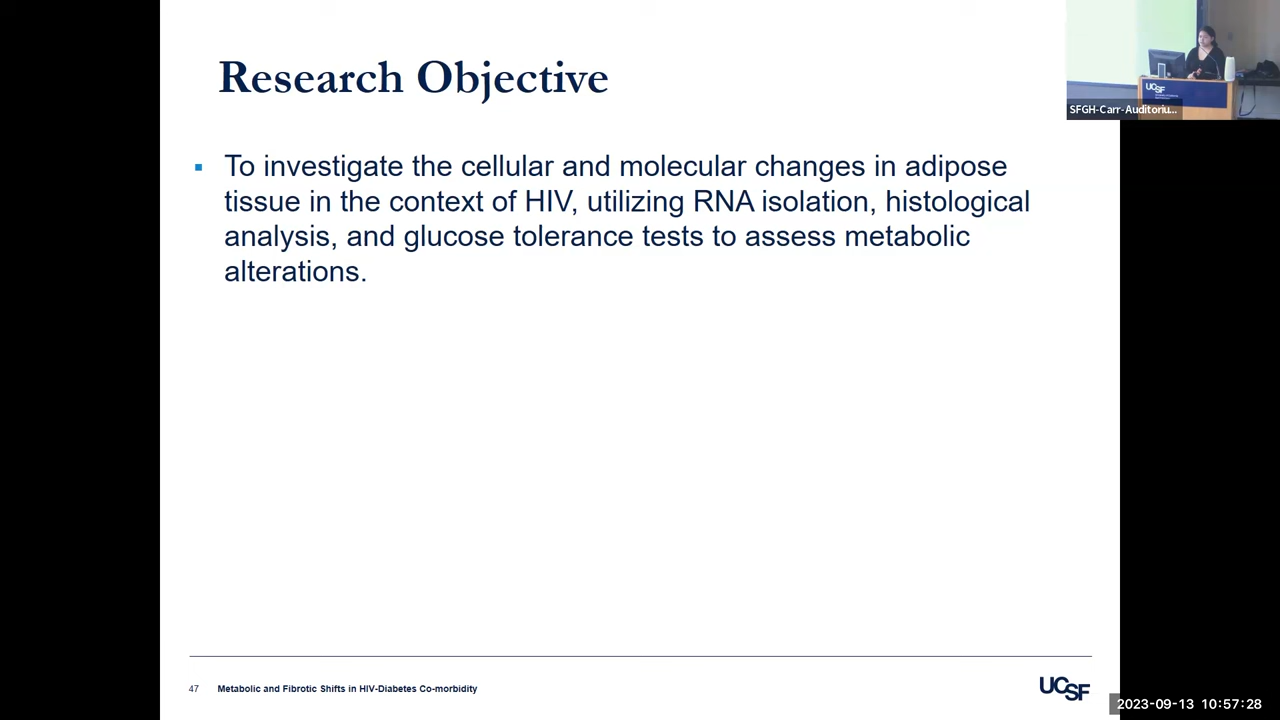 Research Objective
To investigate the cellular and molecular changes in adipose
tissue in the context of HIV, utilizing RNA isolation, histological
analysis, and glucose tolerance tests to assess metabolic
alterations.
UCSF
SFGH-Carr-Auditoriu...
47 Metabolic and Fibrotic Shifts in HIV-Diabetes Co-morbidity
UCSF
2023-09-13 10:57:28